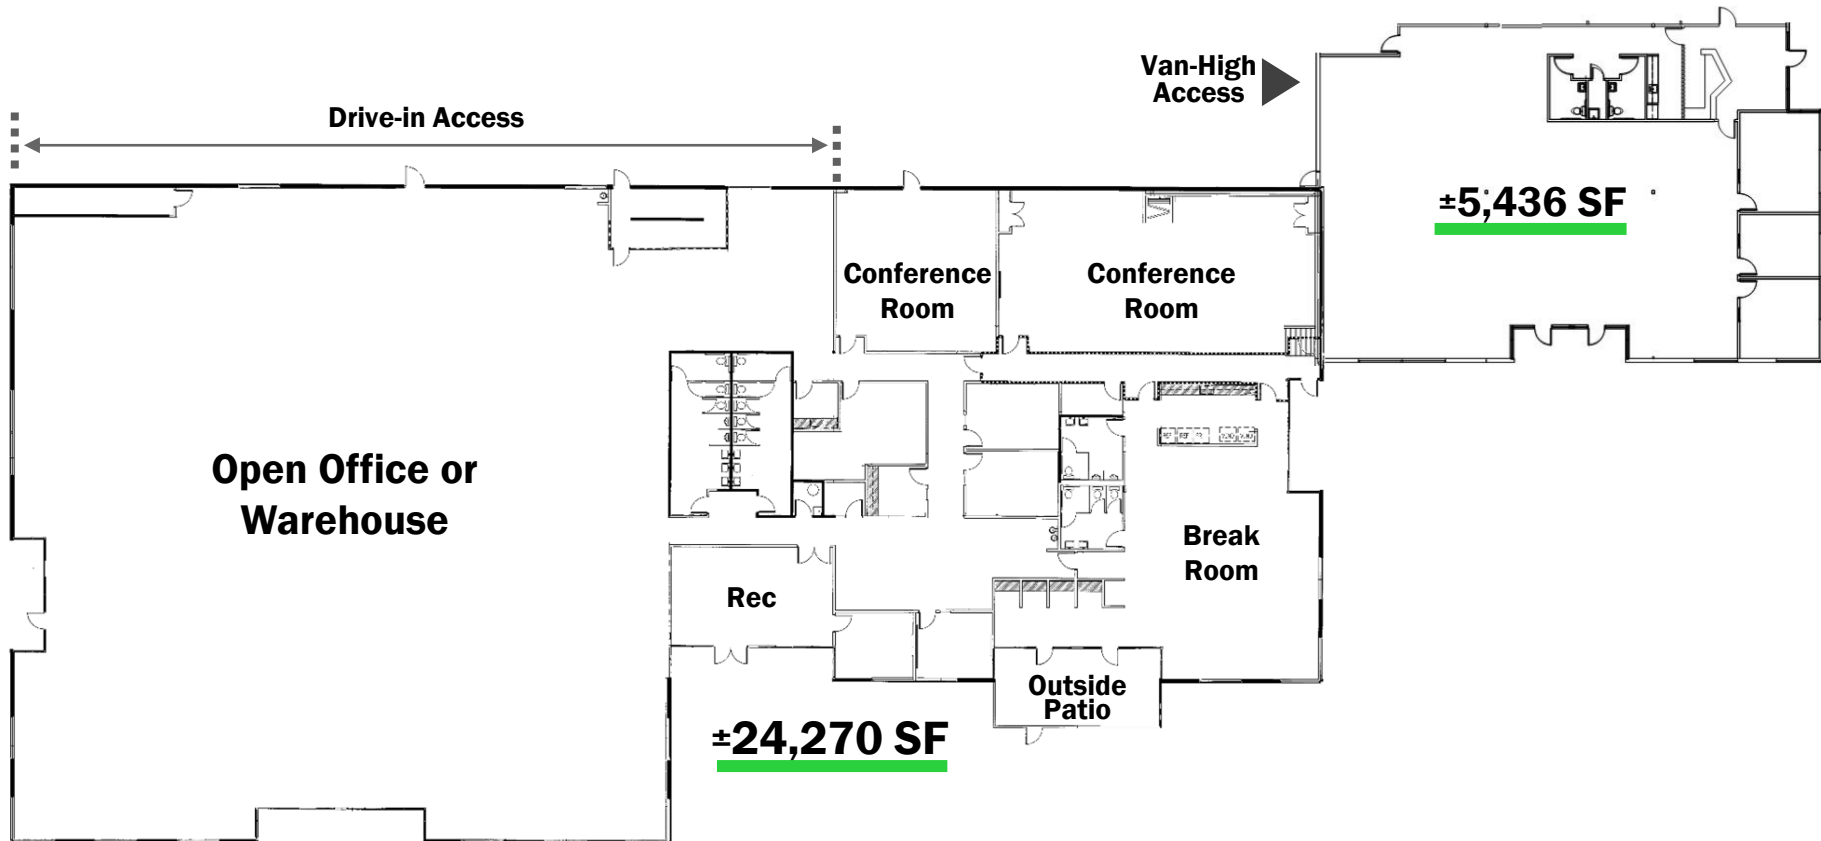 Van-High
Access
Drive-in Access
±5,436 SF
Conference
Room
Conference
Room
Open Office or
Warehouse
Break
Room
Rec
Outside
Patio
±24,270 SF